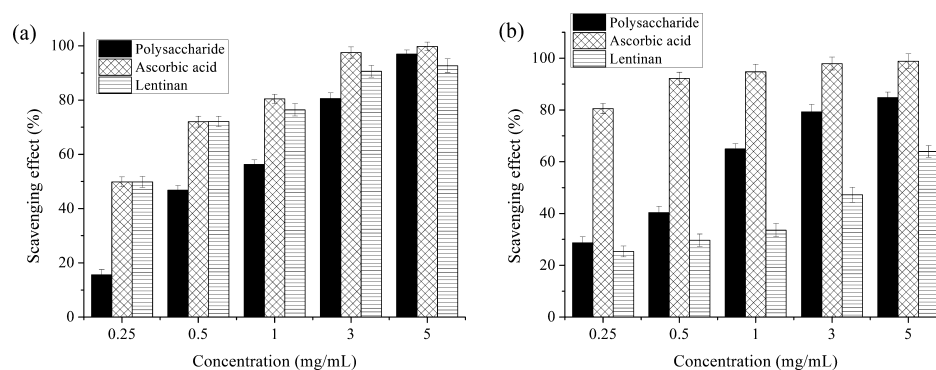 (a)
Polysaccharide
Ascorbic acid
Lentinan
Scavenging effect (%)
100
80
60
40
20
0
0.25 0.5 1 3 5
Concentration (mg/mL)
(b)
Polysaccharide
Ascorbic acid
Lentinan
Scavenging effect (%)
100
80
60
40
20
0
0.25 0.5 1 3 5
Concentration (mg/mL)